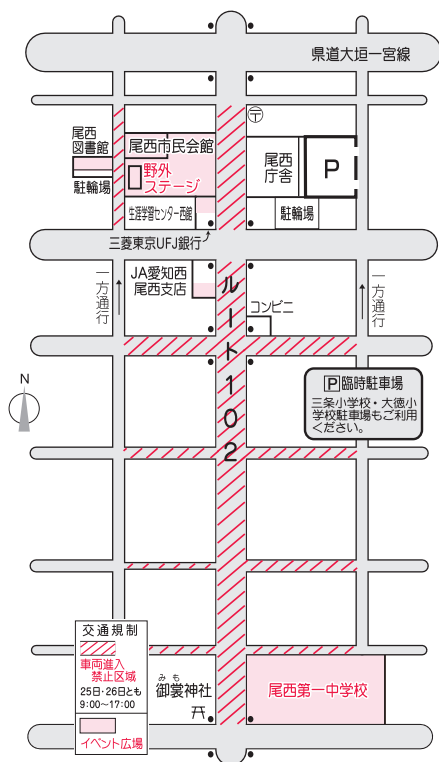 県道大垣一宮線
〒
尾西
図書館
駐輪場
尾西市民会館
野外
ステージ
生涯学習センター西館
尾西
庁舎
P
駐輪場
三菱東京UFJ銀行
JA愛知西
尾西支店
一方通行
ルート102
コンビニ
一方通行
N
P臨時駐車場
三条小学校・大徳小
学校駐車場もご利用
ください。
交通規制
車両進入
禁止区域
25日・26日とも
9:00〜17:00
イベント広場
みも
御裳神社
尾西第一中学校